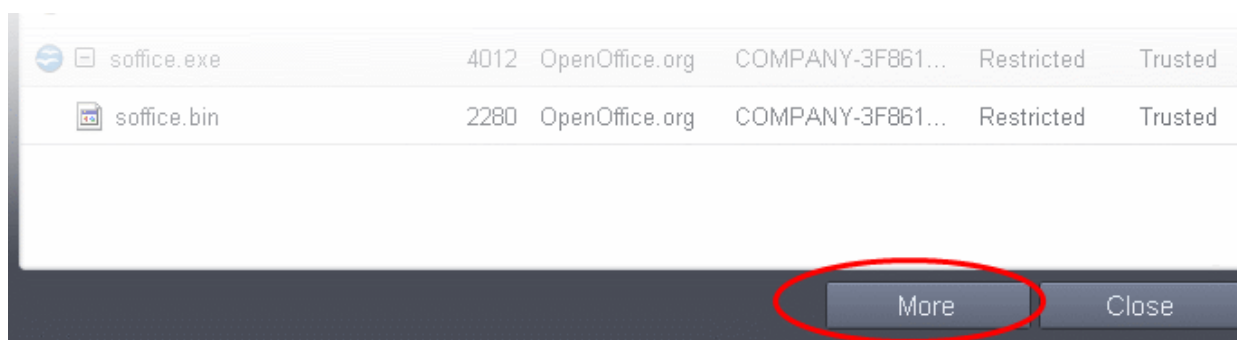 soffice.exe 4012 OpenOffice.org COMPANY-3F861... Restricted Trusted
soffice.bin 2280 OpenOffice.org COMPANY-3F861... Restricted Trusted
More Close